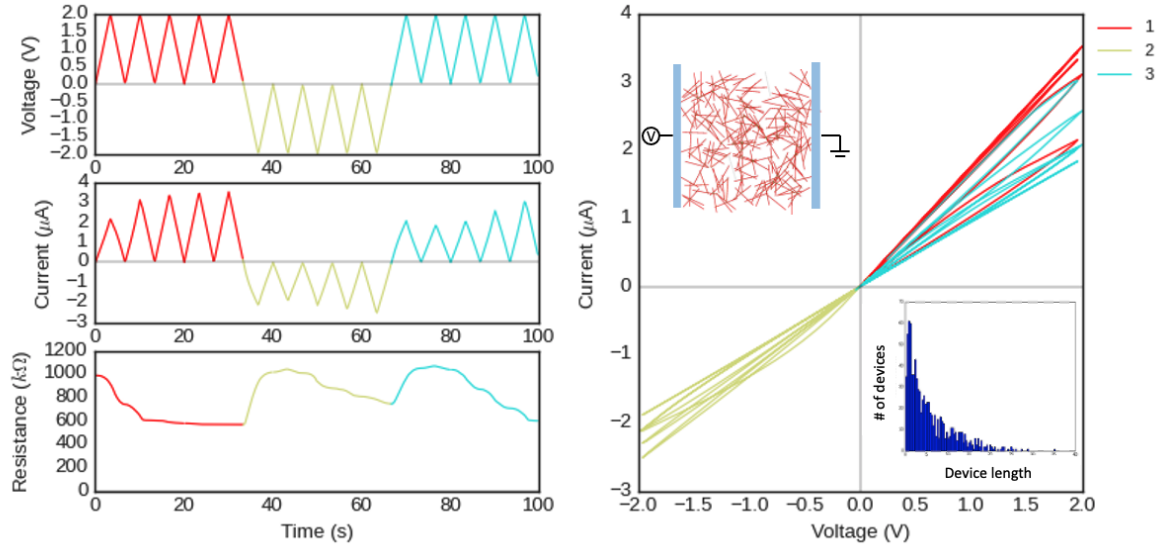 2.0
1.5
1.0
0.5
0.0
−0.5
−1.0
−1.5
−2.0
Voltage (V)
0 20 40 60 80 100
4
3
2
1
0
−1
−2
−3
Current (μA)
0 20 40 60 80 100
1200
1000
800
600
400
200
0
Resistance (kΩ)
0 20 40 60 80 100
Time (s)
4
3
2
1
0
−1
−2
−3
Current (μA)
−2.0 −1.5 −1.0 −0.5 0.0 0.5 1.0 1.5 2.0
Voltage (V)
V
# of devices
Device length
1
2
3